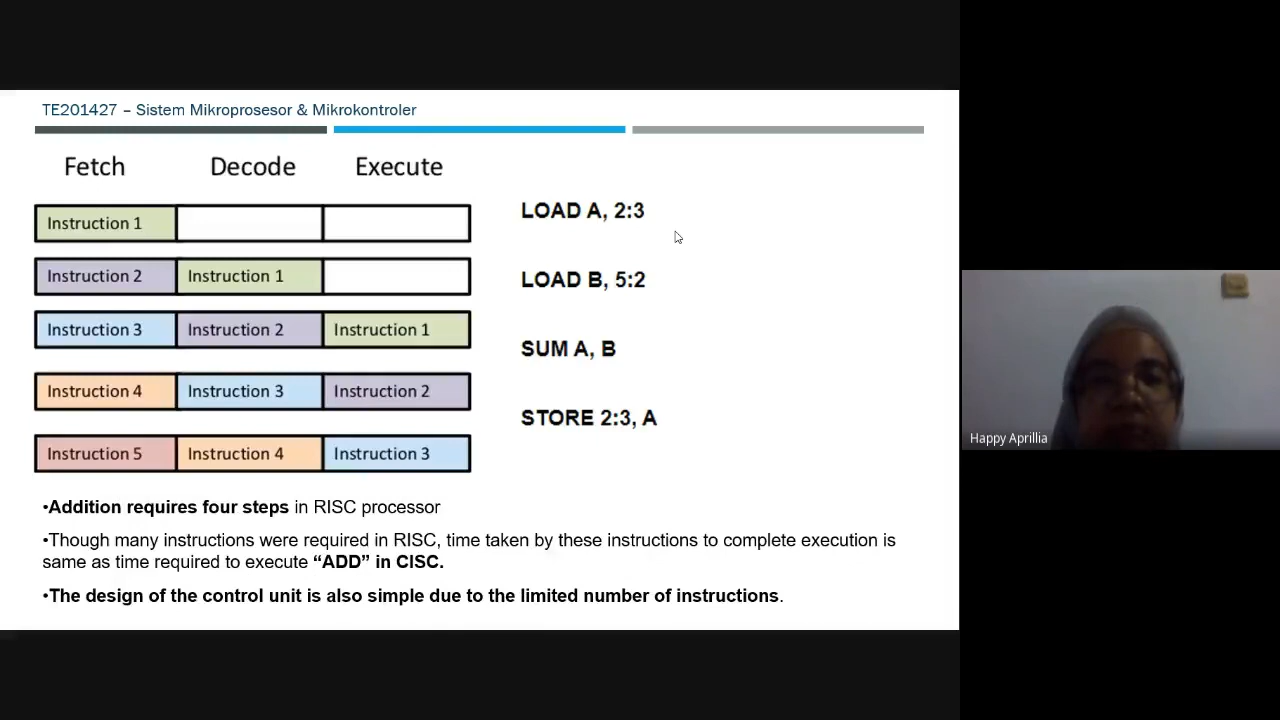 TE201427 – Sistem Mikroprosesor & Mikrokontroler
Fetch Decode Execute
Instruction 1
Instruction 2 Instruction 1
Instruction 3 Instruction 2 Instruction 1
Instruction 4 Instruction 3 Instruction 2
Instruction 5 Instruction 4 Instruction 3
LOAD A, 2:3
LOAD B, 5:2
SUM A, B
STORE 2:3, A
•Addition requires four steps in RISC processor
•Though many instructions were required in RISC, time taken by these instructions to complete execution is
same as time required to execute “ADD” in CISC.
•The design of the control unit is also simple due to the limited number of instructions.
Happy Aprillia